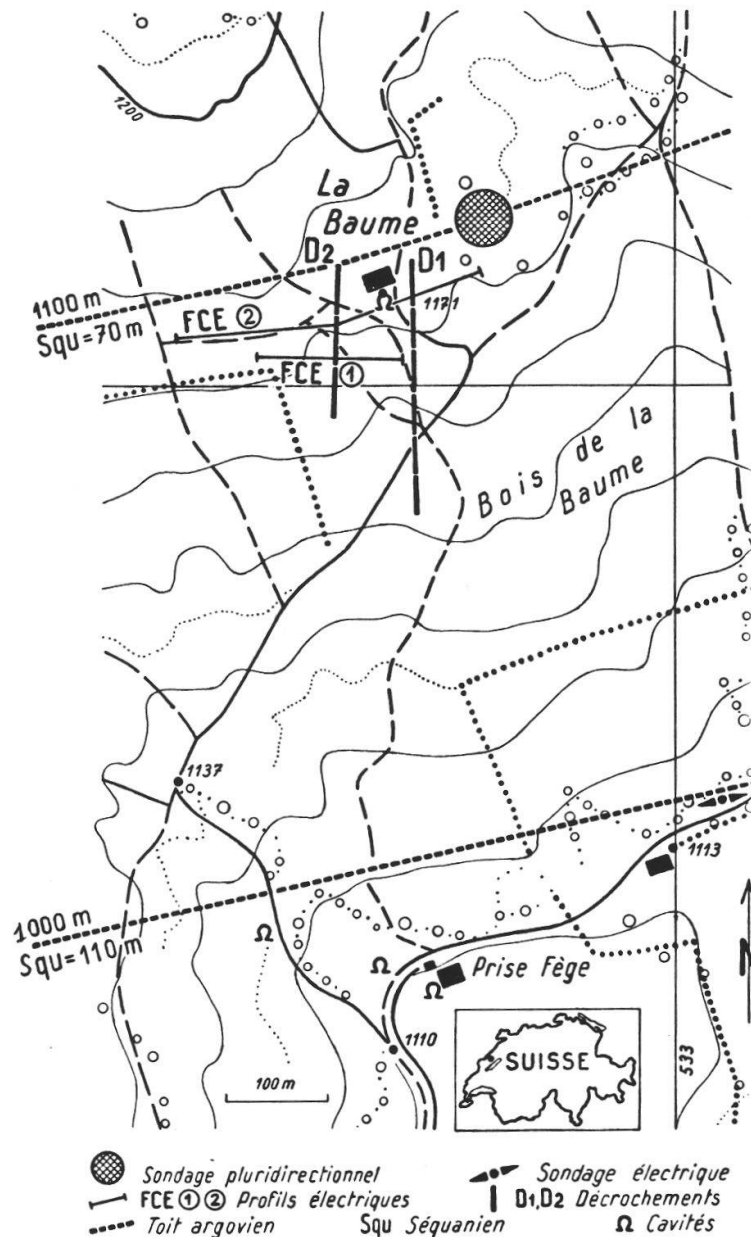 1200
La
Baume
D2
D1
1171
1100 m
Squ = 70 m
FCE ②
FCE ①
Bois de la
Baume
1137
1113
1000 m
Squ = 110 m
Ω
Ω
Ω
Ω
Prise Fège
N
1110
SUISSE
533
100 m
Sondage pluridirectionnel
Sondage électrique
FCE ① ② Profils électriques
D1, D2 Décrochements
Toit argovien
Squ Séquanien
Ω Cavités